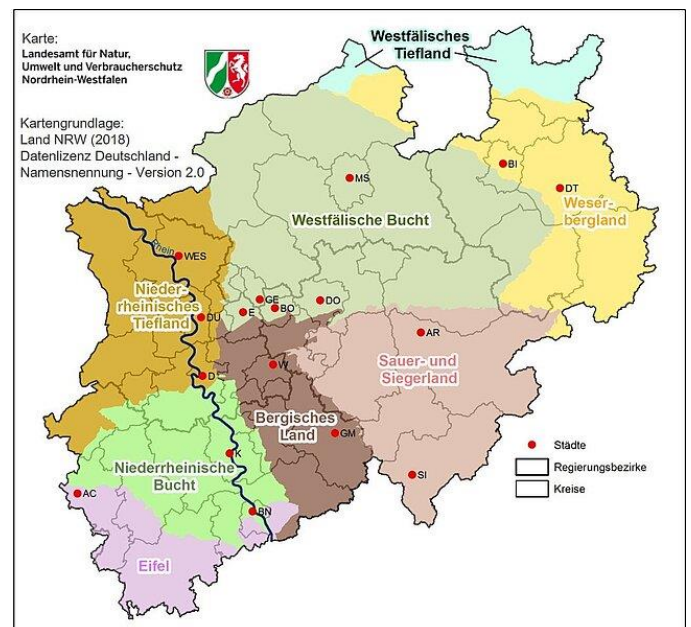 Karte:
Landesamt für Natur,
Umwelt und Verbraucherschutz
Nordrhein-Westfalen
Kartengrundlage:
Land NRW (2018)
Datenlizenz Deutschland -
Namensnennung - Version 2.0
Westfälisches
Tiefland
BI
MS
DT
Weser-
bergland
Westfälische Bucht
Rhein
WES
Nieder-
rheinisches
Tiefland
GE
DO
BO
E
DU
AR
Sauer- und
Siegerland
W
D
Bergisches
Land
GM
K
Niederrheinische
Bucht
SI
AC
BN
Eifel
Städte
Regierungsbezirke
Kreise